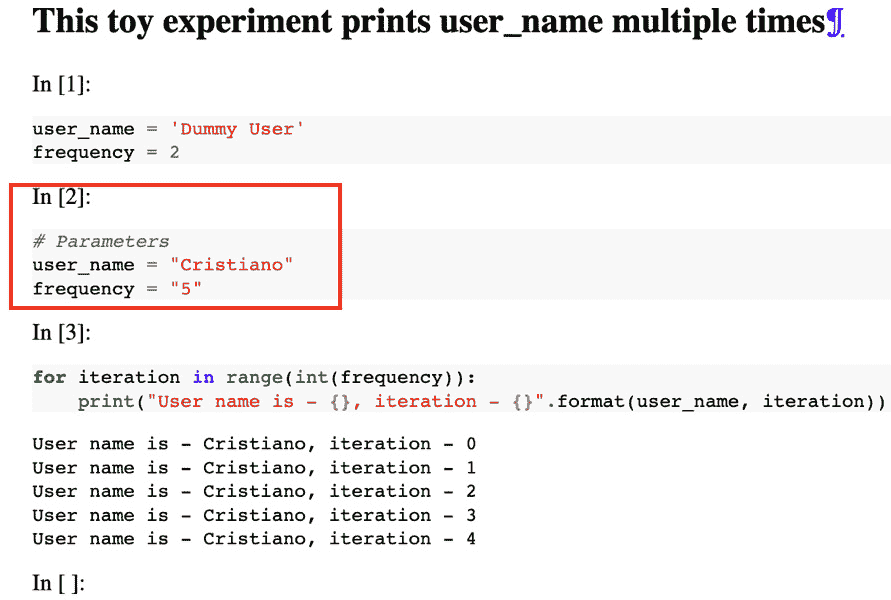 This toy experiment prints user_name multiple times¶
In [1]:
user_name = 'Dummy User'
frequency = 2
In [2]:
# Parameters
user_name = "Cristiano"
frequency = "5"
In [3]:
for iteration in range(int(frequency)):
    print("User name is - {}, iteration - {}".format(user_name, iteration))
User name is - Cristiano, iteration - 0
User name is - Cristiano, iteration - 1
User name is - Cristiano, iteration - 2
User name is - Cristiano, iteration - 3
User name is - Cristiano, iteration - 4
In [ ]: